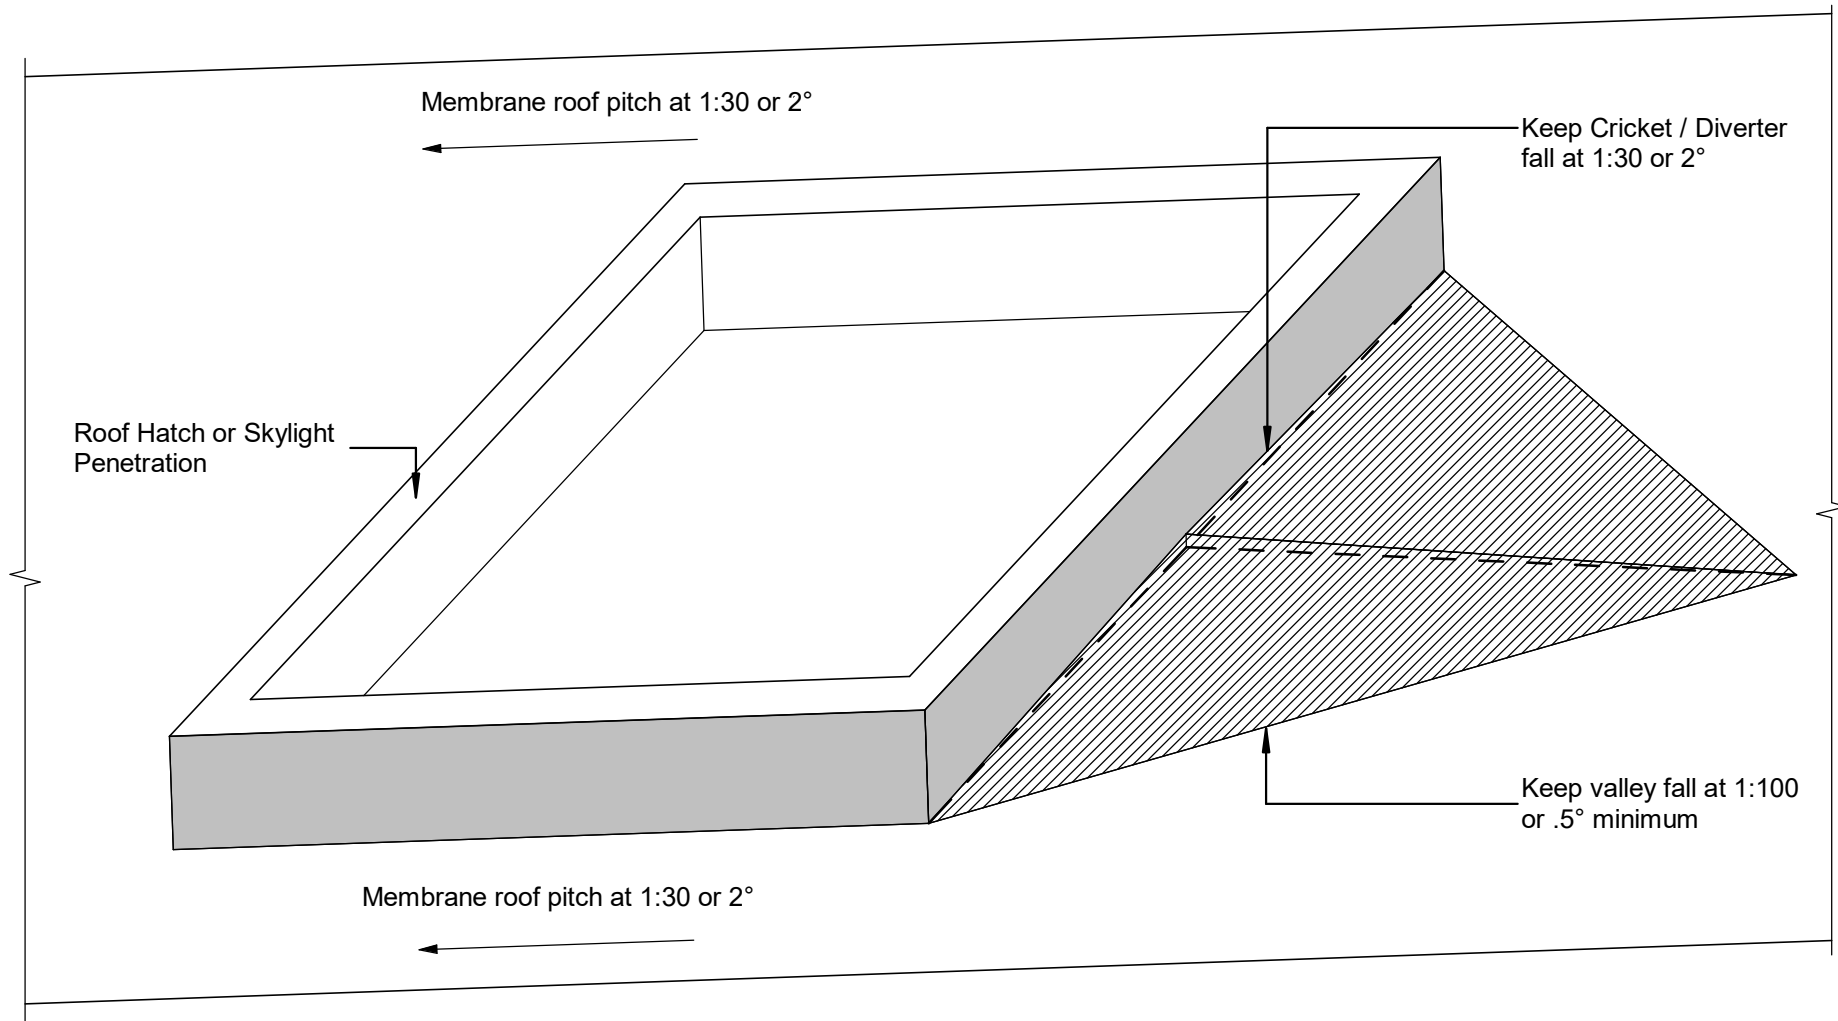 Membrane roof pitch at 1:30 or 2°
Keep Cricket / Diverter
fall at 1:30 or 2°
Roof Hatch or Skylight
Penetration
Keep valley fall at 1:100
or .5° minimum
Membrane roof pitch at 1:30 or 2°